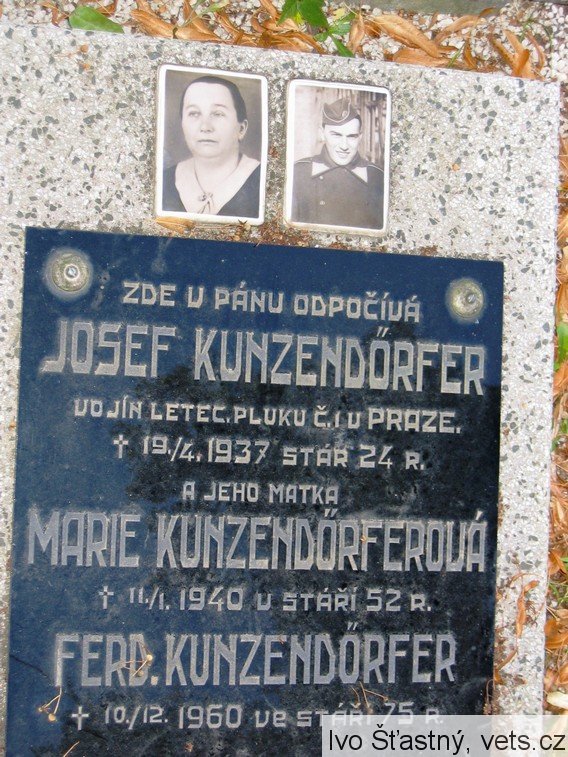 ZDE V PÁNU ODPOČÍVÁ
JOSEF KUNZENDŐRFER
VOJÍN LETEC. PLUKU Č.1 V PRAZE.
✝ 19./4. 1937 STÁŘ 24 R.
A JEHO MATKA
MARIE KUNZENDŐRFEROVÁ
✝ 11./1. 1940 V STÁŘÍ 52 R.
FERD. KUNZENDŐRFER
✝ 10./12. 1960 VE STÁŘÍ 75 R.
Ivo Šťastný, vets.cz